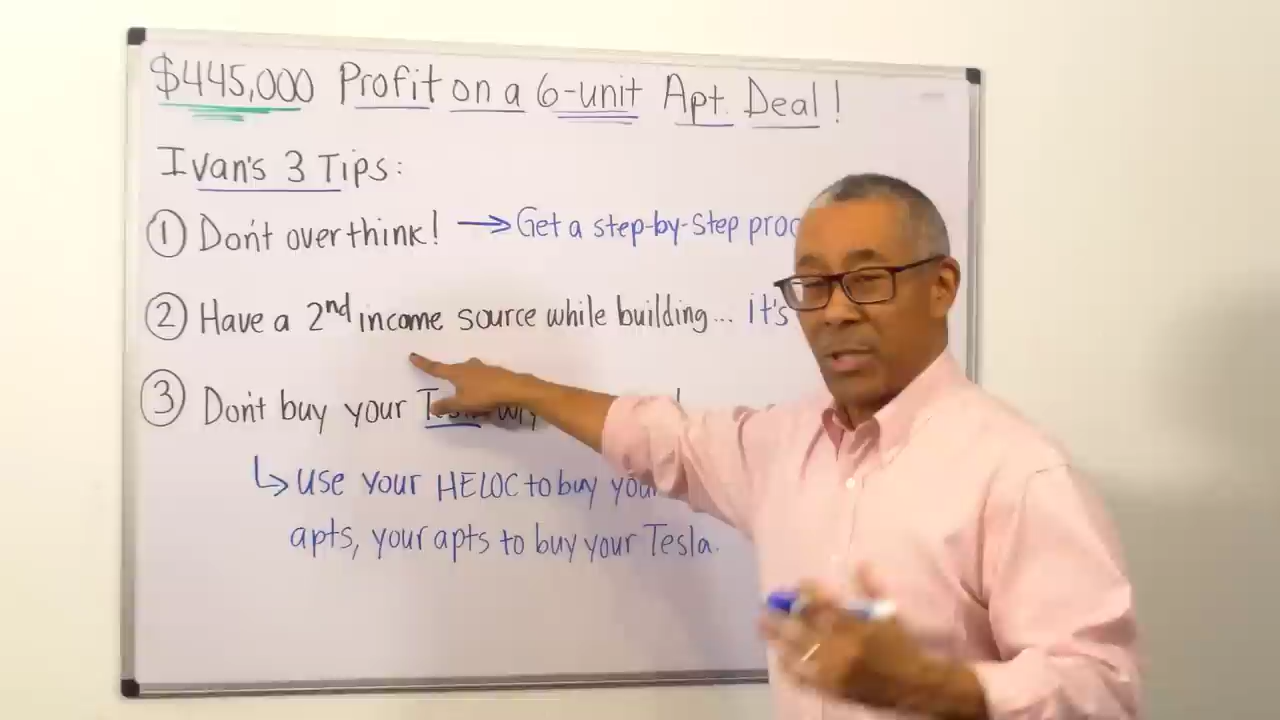 $445,000 Profit on a 6-unit Apt. Deal!
Ivan's 3 Tips:
① Don't overthink! → Get a step-by-step
② Have a 2nd income source while building... it's
③ Don't buy your
↳ Use your HELOC to buy your
apts, your apts to buy your Tesla.